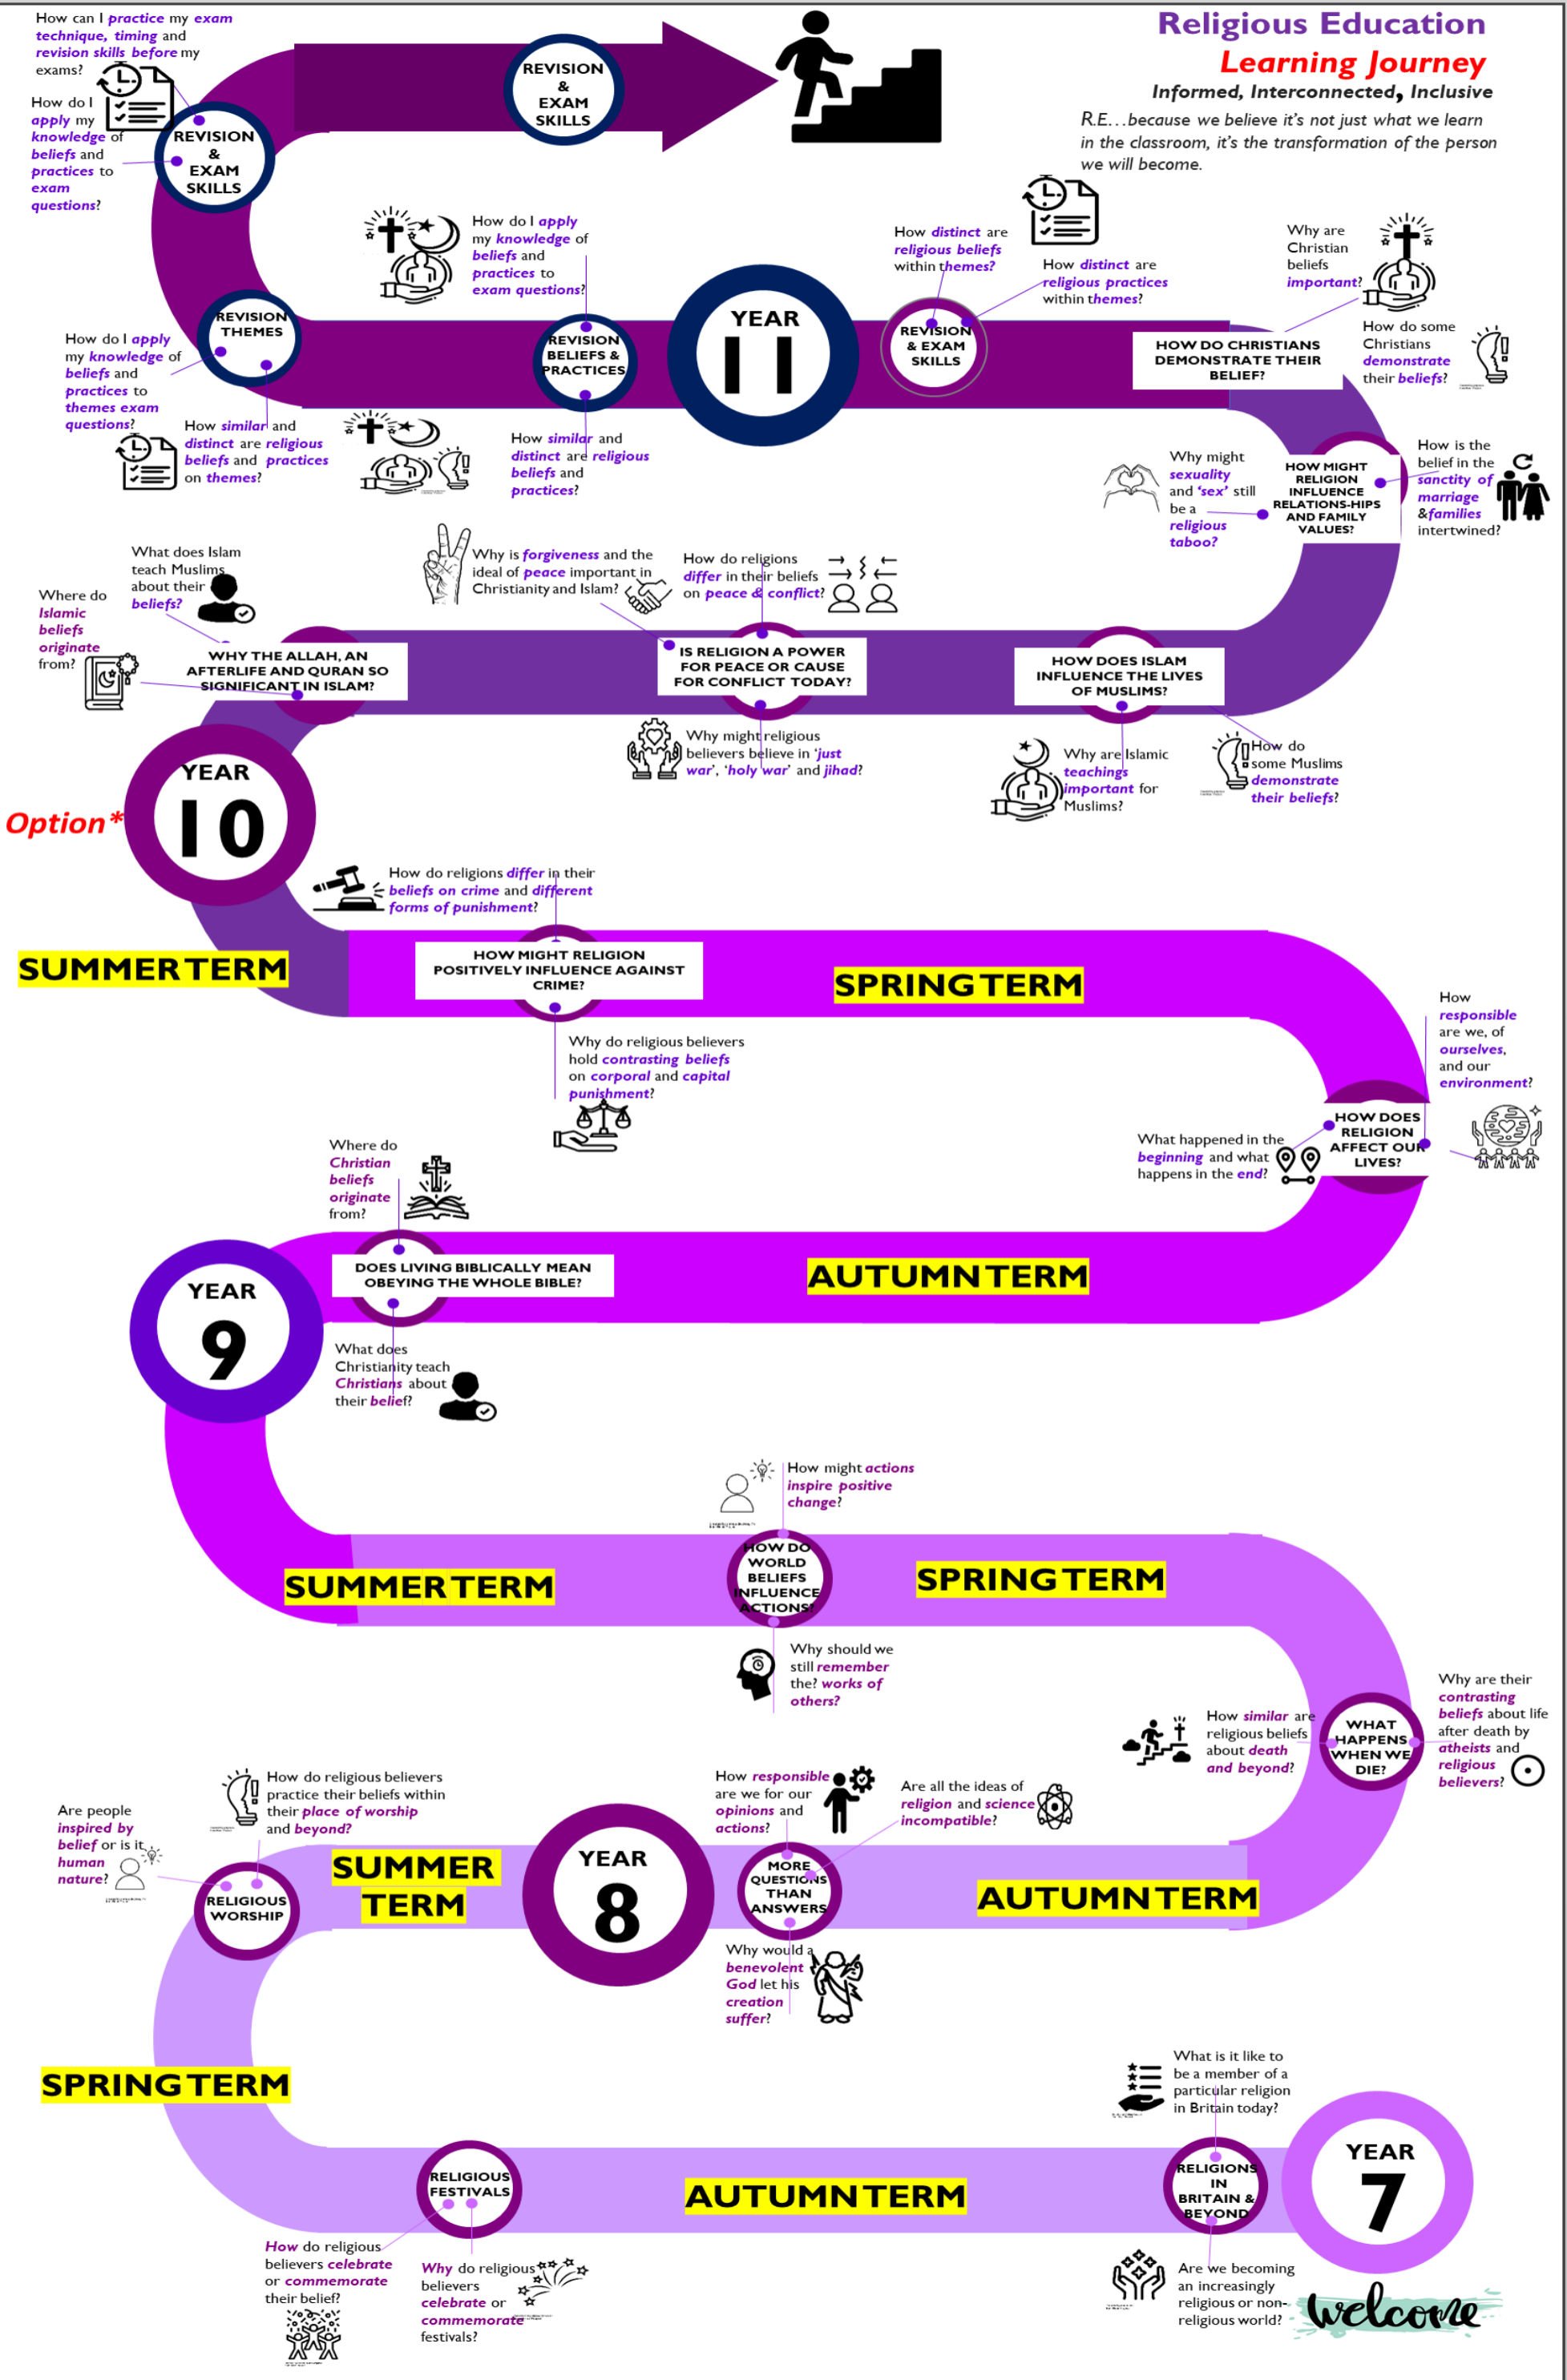 Religious Education
Learning Journey
Informed, Interconnected, Inclusive
R.E…because we believe it's not just what we learn
in the classroom, it's the transformation of the person
we will become.
How can I practice my exam
technique, timing and
revision skills before my
exams?
How do I
apply my
knowledge of
beliefs and
practices to
exam
questions?
REVISION
&
EXAM
SKILLS
REVISION
&
EXAM
SKILLS
How do I apply
my knowledge of
beliefs and
practices to
exam questions?
How distinct are
religious beliefs
within themes?
How distinct are
religious practices
within themes?
Why are
Christian
beliefs
important?
How do some
Christians
demonstrate
their beliefs?
REVISION
THEMES
REVISION
BELIEFS &
PRACTICES
YEAR
11
REVISION
& EXAM
SKILLS
HOW DO CHRISTIANS
DEMONSTRATE THEIR
BELIEF?
How do I apply
my knowledge of
beliefs and
practices to
themes exam
questions?
How similar and
distinct are religious
beliefs and practices
on themes?
How similar and
distinct are religious
beliefs and
practices?
Why might
sexuality
and 'sex' still
be a
religious
taboo?
HOW MIGHT
RELIGION
INFLUENCE
RELATIONS-HIPS
AND FAMILY
VALUES?
How is the
belief in the
sanctity of
marriage
&families
intertwined?
What does Islam
teach Muslims
about their
beliefs?
Where do
Islamic
beliefs
originate
from?
Why is forgiveness and the
ideal of peace important in
Christianity and Islam?
How do religions
differ in their beliefs
on peace & conflict?
WHY THE ALLAH, AN
AFTERLIFE AND QURAN SO
SIGNIFICANT IN ISLAM?
IS RELIGION A POWER
FOR PEACE OR CAUSE
FOR CONFLICT TODAY?
HOW DOES ISLAM
INFLUENCE THE LIVES
OF MUSLIMS?
Why might religious
believers believe in 'just
war', 'holy war' and jihad?
Why are Islamic
teachings
important for
Muslims?
How do
some Muslims
demonstrate
their beliefs?
YEAR
10
Option*
How do religions differ in their
beliefs on crime and different
forms of punishment?
SUMMER TERM
HOW MIGHT RELIGION
POSITIVELY INFLUENCE AGAINST
CRIME?
SPRING TERM
Why do religious believers
hold contrasting beliefs
on corporal and capital
punishment?
How
responsible
are we, of
ourselves,
and our
environment?
What happened in the
beginning and what
happens in the end?
HOW DOES
RELIGION
AFFECT OUR
LIVES?
Where do
Christian
beliefs
originate
from?
YEAR
9
DOES LIVING BIBLICALLY MEAN
OBEYING THE WHOLE BIBLE?
AUTUMN TERM
What does
Christianity teach
Christians about
their belief?
How might actions
inspire positive
change?
SUMMER TERM
HOW DO
WORLD
BELIEFS
INFLUENCE
ACTIONS?
SPRING TERM
Why should we
still remember
the? works of
others?
How similar are
religious beliefs
about death
and beyond?
WHAT
HAPPENS
WHEN WE
DIE?
Why are their
contrasting
beliefs about life
after death by
atheists and
religious
believers?
How do religious believers
practice their beliefs within
their place of worship
and beyond?
Are people
inspired by
belief or is it
human
nature?
How responsible
are we for our
opinions and
actions?
Are all the ideas of
religion and science
incompatible?
RELIGIOUS
WORSHIP
SUMMER
TERM
YEAR
8
MORE
QUESTIONS
THAN
ANSWERS
AUTUMN TERM
Why would a
benevolent
God let his
creation
suffer?
SPRING TERM
What is it like to
be a member of a
particular religion
in Britain today?
RELIGIOUS
FESTIVALS
AUTUMN TERM
RELIGIONS
IN
BRITAIN &
BEYOND
YEAR
7
How do religious
believers celebrate
or commemorate
their belief?
Why do religious
believers
celebrate or
commemorate
festivals?
Are we becoming
an increasingly
religious or non-
religious world?
welcome